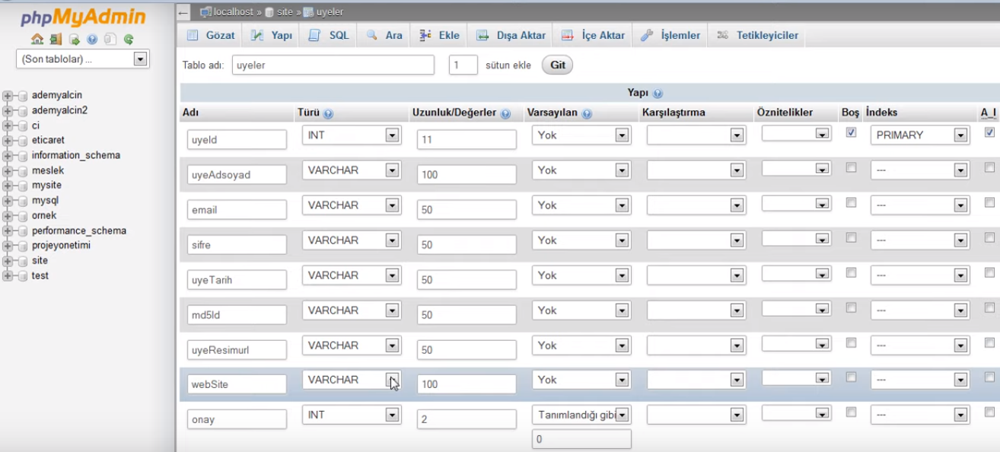 phpMyAdmin
(Son tablolar) ...
ademyalcin
ademyalcin2
ci
eticaret
information_schema
meslek
mysite
mysql
ornek
performance_schema
projeyonetimi
site
test
localhost » site » uyeler
Gözat Yapı SQL Ara Ekle Dışa Aktar İçe Aktar İşlemler Tetikleyiciler
Tablo adı: uyeler 1 sütun ekle Git
Yapı
Adı Türü Uzunluk/Değerler Varsayılan Karşılaştırma Öznitelikler Boş İndeks A_I
uyeId INT 11 Yok PRIMARY
uyeAdsoyad VARCHAR 100 Yok ---
email VARCHAR 50 Yok ---
sifre VARCHAR 50 Yok ---
uyeTarih VARCHAR 50 Yok ---
md5Id VARCHAR 50 Yok ---
uyeResimurl VARCHAR 50 Yok ---
webSite VARCHAR 100 Yok ---
onay INT 2 Tanımlandığı gibi ---
0